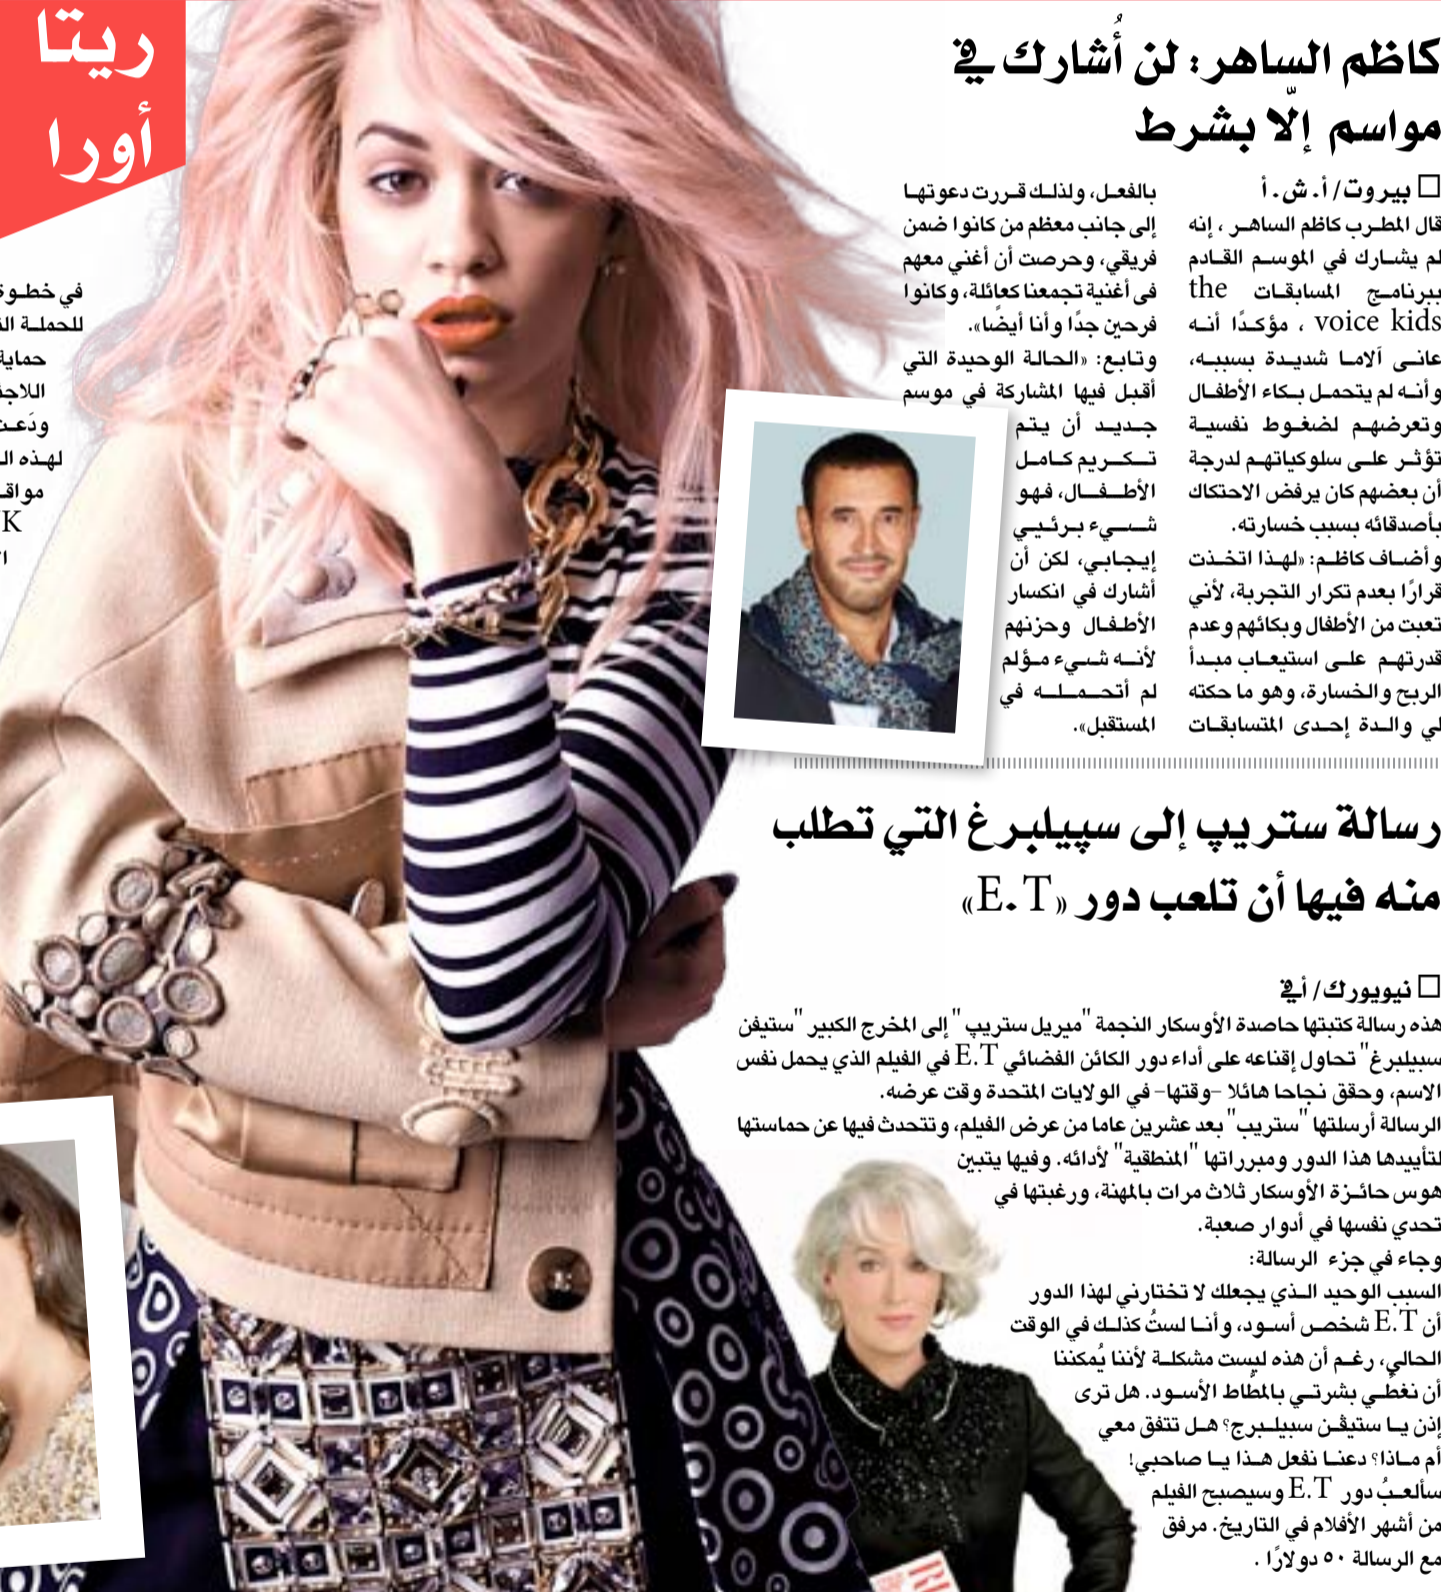 ريتا
أورا
كاظم الساهر: لن أُشارك في
مواسم إلّا بشرط
□ بيروت/ أ. ش. أ
قال المطرب كاظم الساهر ، إنه
لم يشارك في الموسم القادم
ببرنامج المسابقات the
voice kids ، مؤكدًا أنه
عانى آلاما شديدة بسببه،
وأنه لم يتحمل بكاء الأطفال
وتعرضهم لضغوط نفسية
تؤثر على سلوكياتهم لدرجة
أن بعضهم كان يرفض الاحتكاك
بأصدقائه بسبب خسارته.
وأضاف كاظم: «لهذا اتخذت
قرارًا بعدم تكرار التجربة، لأني
تعبت من الأطفال وبكائهم وعدم
قدرتهم على استيعاب مبدأ
الربح والخسارة، وهو ما حكته
لي والدة إحدى المتسابقات
بالفعل، ولذلك قررت دعوتها
إلى جانب معظم من كانوا ضمن
فريقي، وحرصت أن أغني معهم
فى أغنية تجمعنا كعائلة، وكانوا
فرحين جدًا وأنا أيضًا».
وتابع: «الحالة الوحيدة التي
أقبل فيها المشاركة في موسم
جديد أن يتم
تكريم كامل
الأطفال، فهو
شيء برئيي
إيجابي، لكن أن
أشارك في انكسار
الأطفال وحزنهم
لأنه شيء مؤلم
لم أتحمله في
المستقبل».
في خطوة
حماية
مواقـ
K
رسالة ستريپ إلى سپيلبرغ التي تطلب
منه فيها أن تلعب دور «E.T»
□ نيويورك/ أ في
هذه رسالة كتبتها حاصدة الأوسكار النجمة "ميريل ستريپ" إلى المخرج الكبير "ستيفن
سبيلبرغ" تحاول إقناعه على أداء دور الكائن الفضائي E.T في الفيلم الذي يحمل نفس
الاسم، وحقق نجاحا هائلا -وقتها- في الولايات المتحدة وقت عرضه.
الرسالة أرسلتها "ستريب" بعد عشرين عاما من عرض الفيلم، وتتحدث فيها عن حماستها
لتأييدها هذا الدور ومبرراتها "المنطقية" لأدائه. وفيها يتبين
هوس حائزة الأوسكار ثلاث مرات بالمهنة، ورغبتها في
تحدي نفسها في أدوار صعبة.
وجاء في جزء الرسالة:
السبب الوحيد الذي يجعلك لا تختارني لهذا الدور
أن E.T شخص أسود، وأنا لستُ كذلك في الوقت
الحالي، رغم أن هذه ليست مشكلة لأننا يُمكننا
أن نغطّي بشرتي بالمطّاط الأسود. هل ترى
إذن يا ستيڤن سبيلبرج؟ هل تتفق معي
أم ماذا؟ دعنا نفعل هذا يا صاحبي!
سألعبُ دور E.T وسيصبح الفيلم
من أشهر الأفلام في التاريخ. مرفق
مع الرسالة ٥٠ دولارًا .